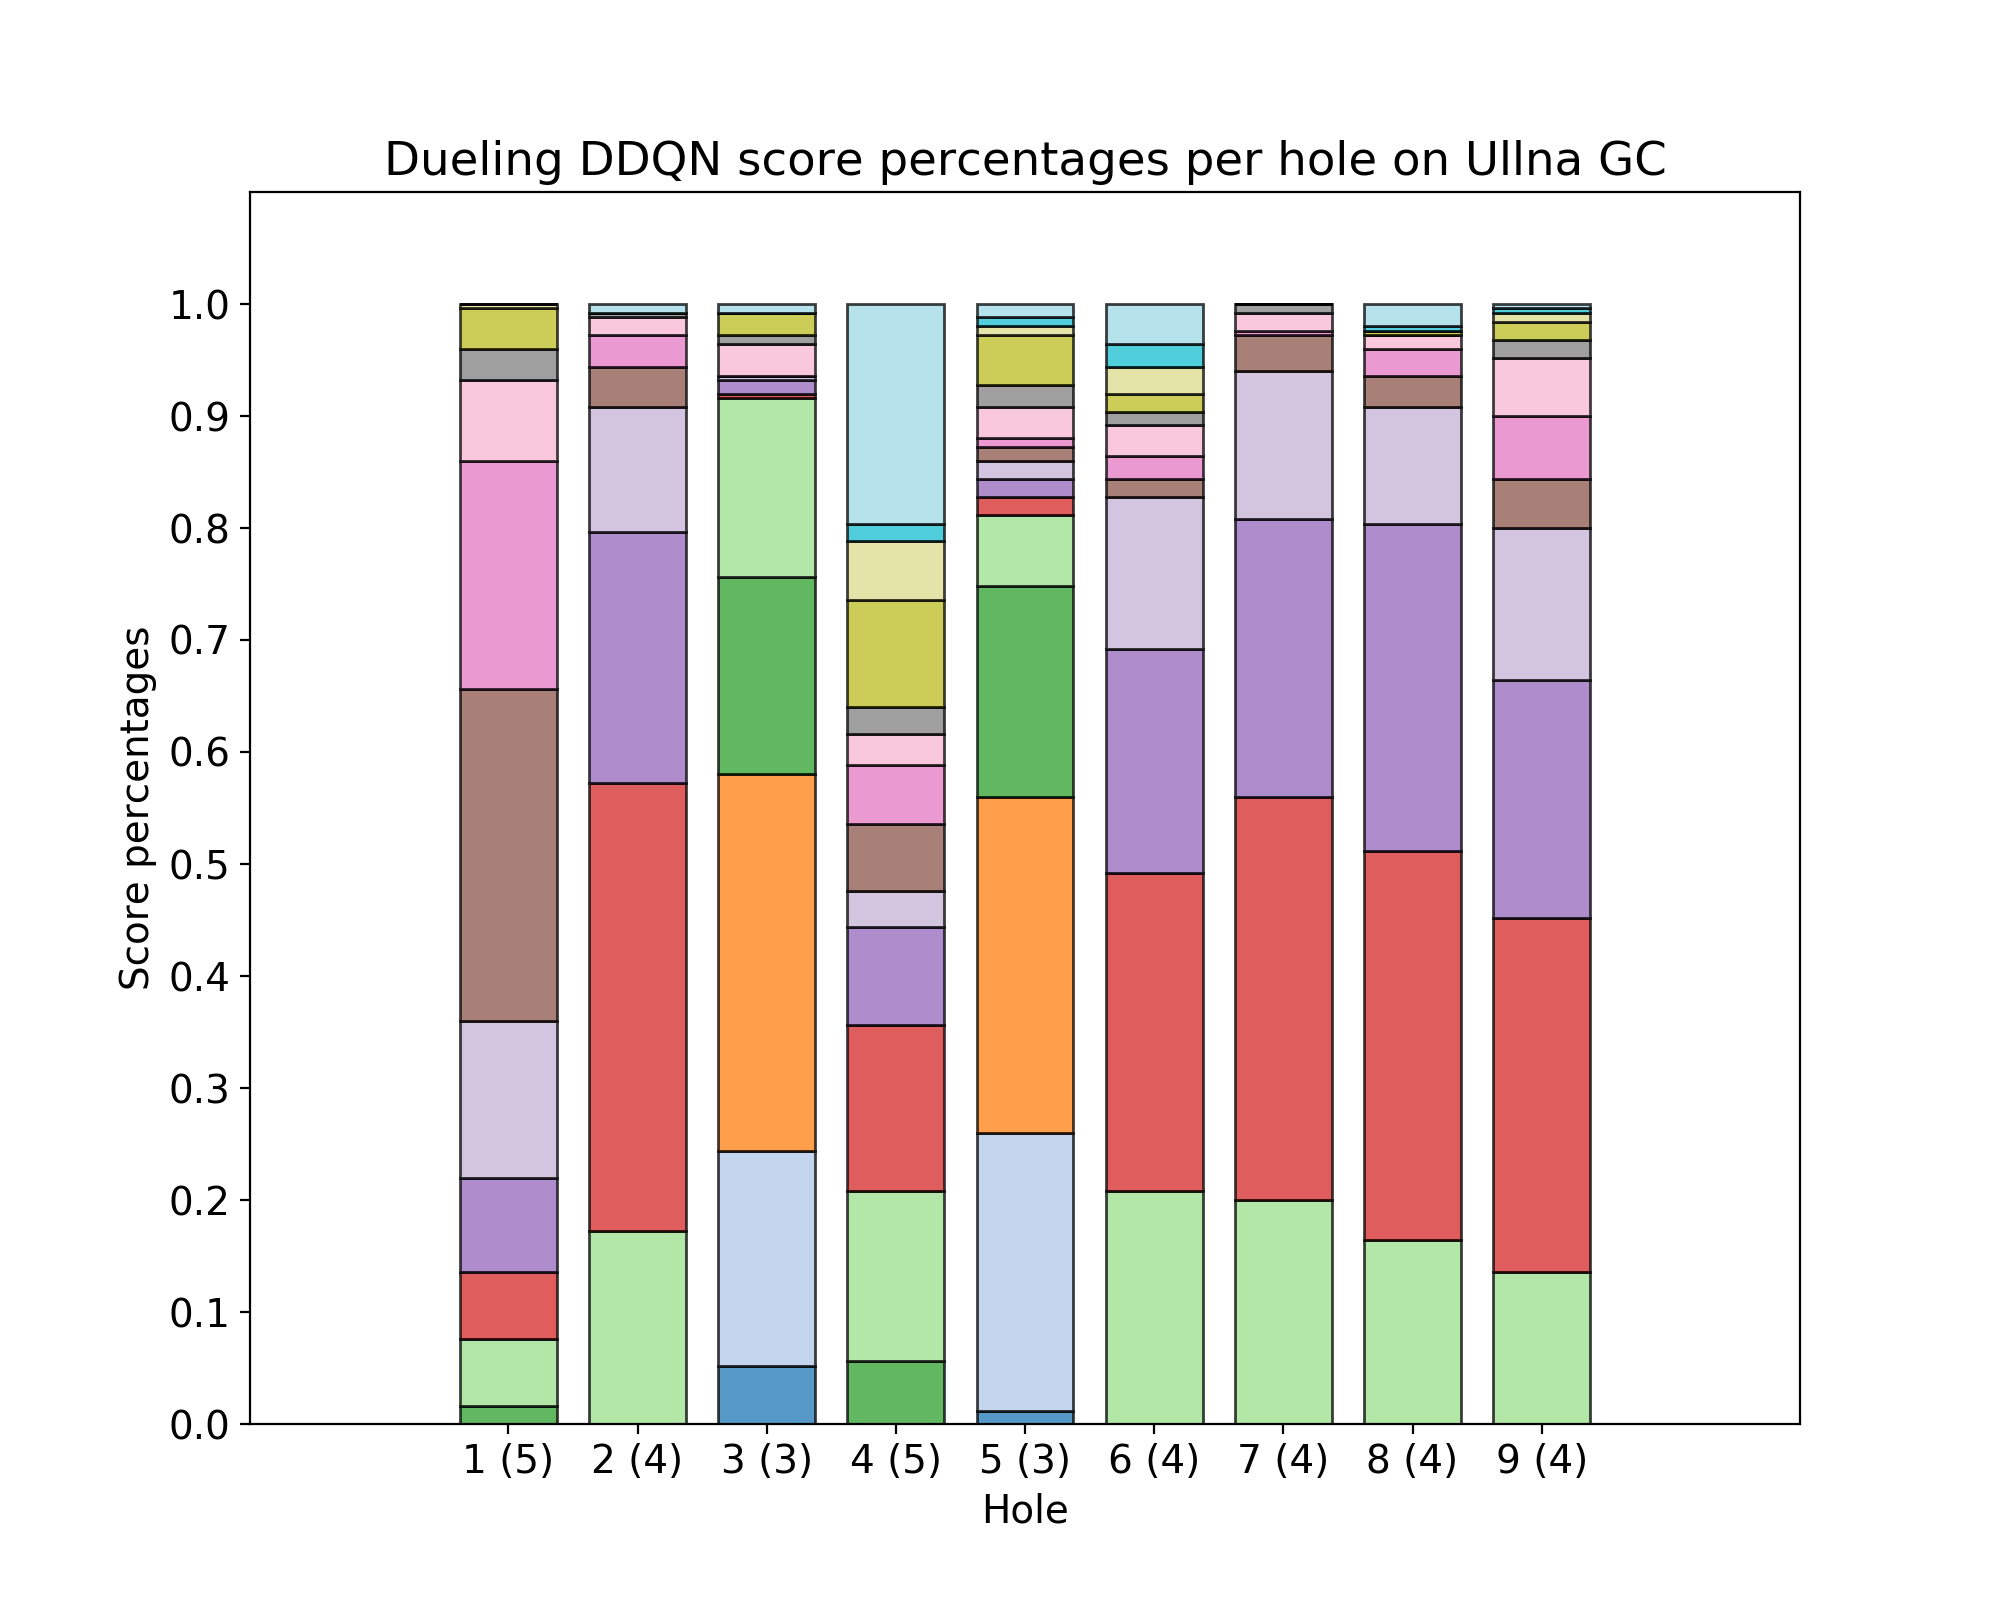 Dueling DDQN score percentages per hole on Ullna GC
1.0
0.9
0.8
0.7
0.6
0.5
0.4
0.3
0.2
0.1
0.0
Score percentages
1 (5) 2 (4) 3 (3) 4 (5) 5 (3) 6 (4) 7 (4) 8 (4) 9 (4)
Hole